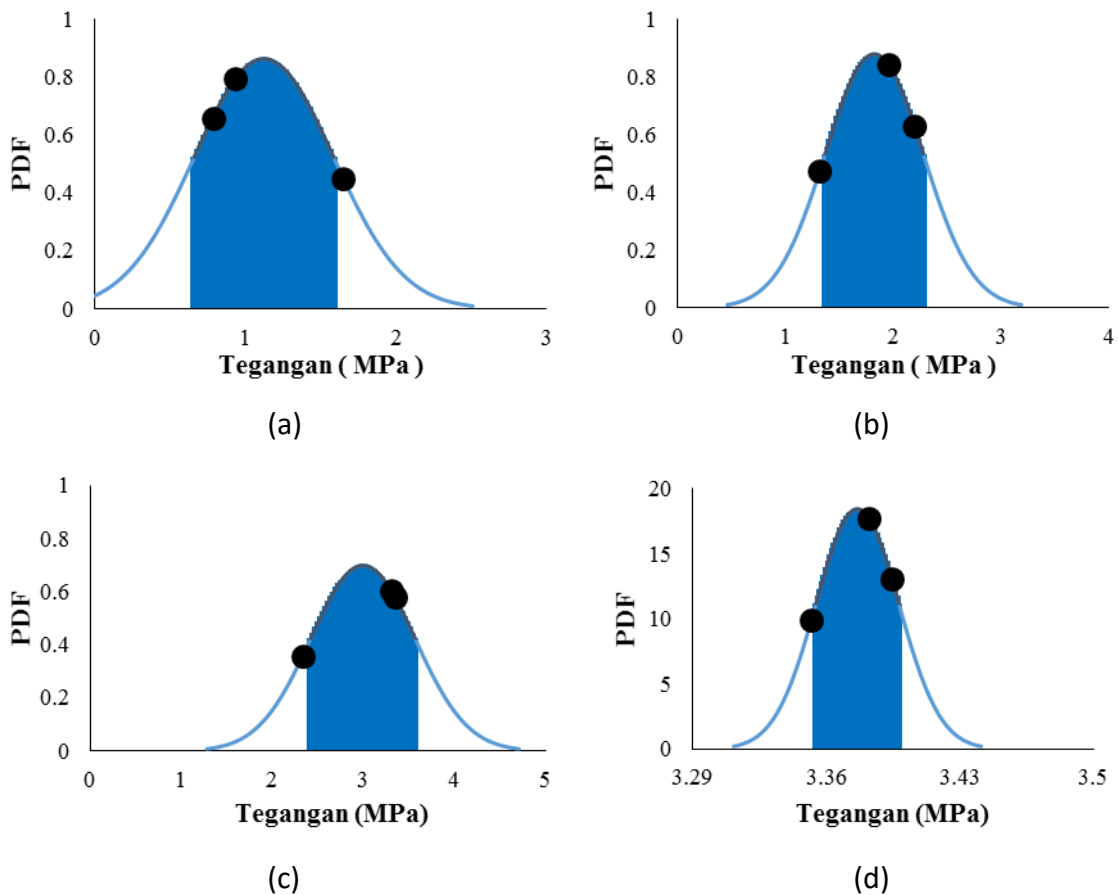 1
0.8
0.6
0.4
0.2
0
PDF
0 1 2 3
Tegangan ( MPa )
(a)
1
0.8
0.6
0.4
0.2
0
PDF
0 1 2 3 4
Tegangan ( MPa )
(b)
1
0.8
0.6
0.4
0.2
0
PDF
0 1 2 3 4 5
Tegangan (MPa)
(c)
20
15
10
5
0
PDF
3.29 3.36 3.43 3.5
Tegangan (MPa)
(d)